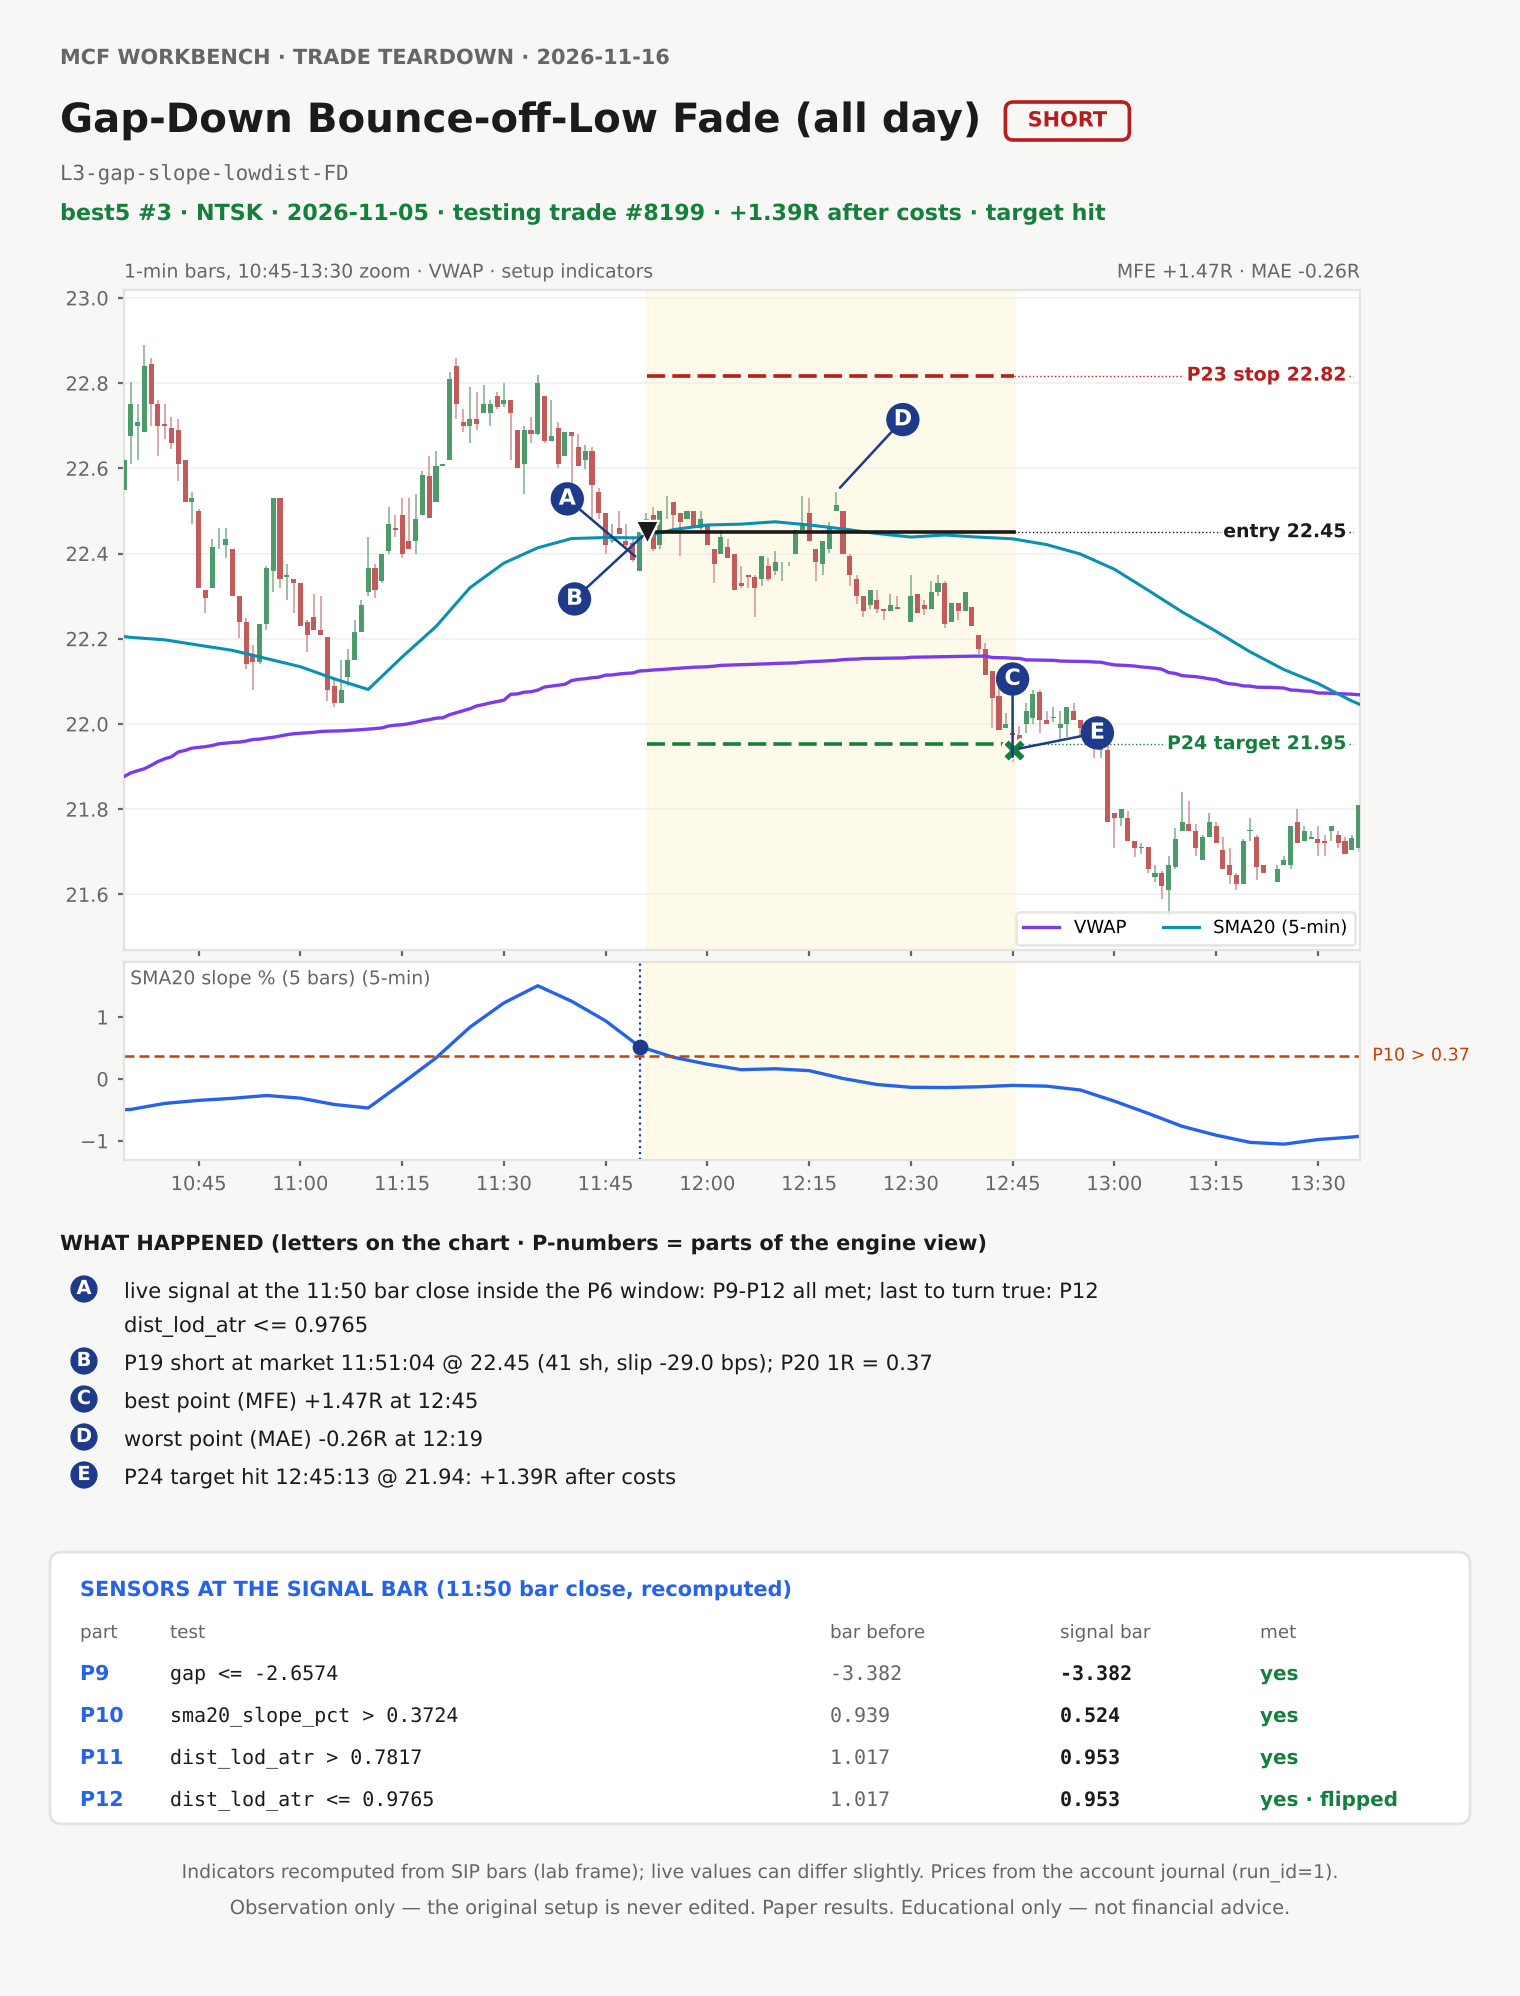 MCF WORKBENCH · TRADE TEARDOWN · 2026-11-16
Gap-Down Bounce-off-Low Fade (all day) SHORT
L3-gap-slope-lowdist-FD
best5 #3 · NTSK · 2026-11-05 · testing trade #8199 · +1.39R after costs · target hit
1-min bars, 10:45-13:30 zoom · VWAP · setup indicators MFE +1.47R · MAE -0.26R
23.0
22.8
22.6
22.4
22.2
22.0
21.8
21.6
P23 stop 22.82
D
A
entry 22.45
B
C
E
P24 target 21.95
VWAP SMA20 (5-min)
SMA20 slope % (5 bars) (5-min)
1
0
−1
P10 > 0.37
10:45 11:00 11:15 11:30 11:45 12:00 12:15 12:30 12:45 13:00 13:15 13:30
WHAT HAPPENED (letters on the chart · P-numbers = parts of the engine view)
A live signal at the 11:50 bar close inside the P6 window: P9-P12 all met; last to turn true: P12
dist_lod_atr <= 0.9765
B P19 short at market 11:51:04 @ 22.45 (41 sh, slip -29.0 bps); P20 1R = 0.37
C best point (MFE) +1.47R at 12:45
D worst point (MAE) -0.26R at 12:19
E P24 target hit 12:45:13 @ 21.94: +1.39R after costs
SENSORS AT THE SIGNAL BAR (11:50 bar close, recomputed)
part test bar before signal bar met
P9 gap <= -2.6574 -3.382 -3.382 yes
P10 sma20_slope_pct > 0.3724 0.939 0.524 yes
P11 dist_lod_atr > 0.7817 1.017 0.953 yes
P12 dist_lod_atr <= 0.9765 1.017 0.953 yes · flipped
Indicators recomputed from SIP bars (lab frame); live values can differ slightly. Prices from the account journal (run_id=1).
Observation only — the original setup is never edited. Paper results. Educational only — not financial advice.